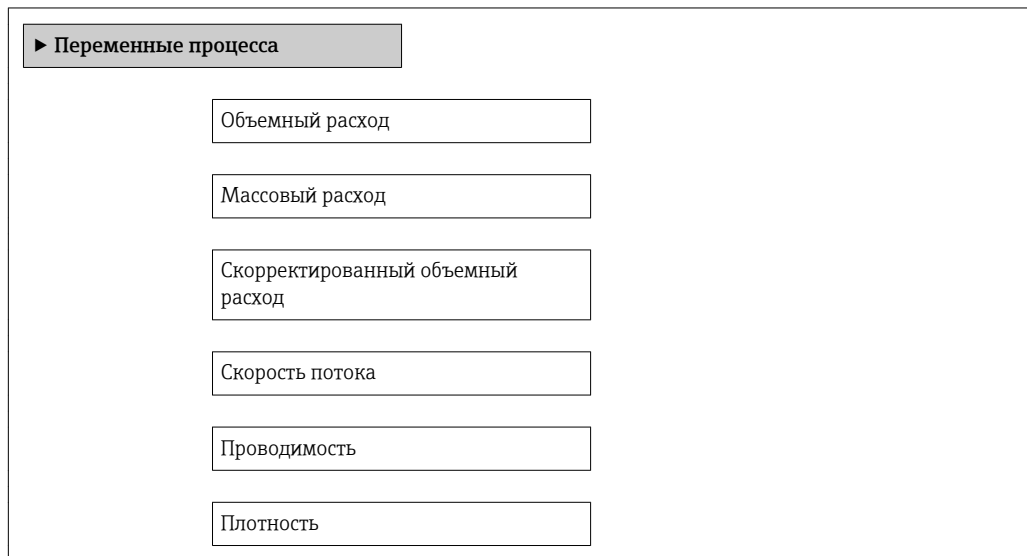 ▶ Переменные процесса
Объемный расход
Массовый расход
Скорректированный объемный
расход
Скорость потока
Проводимость
Плотность